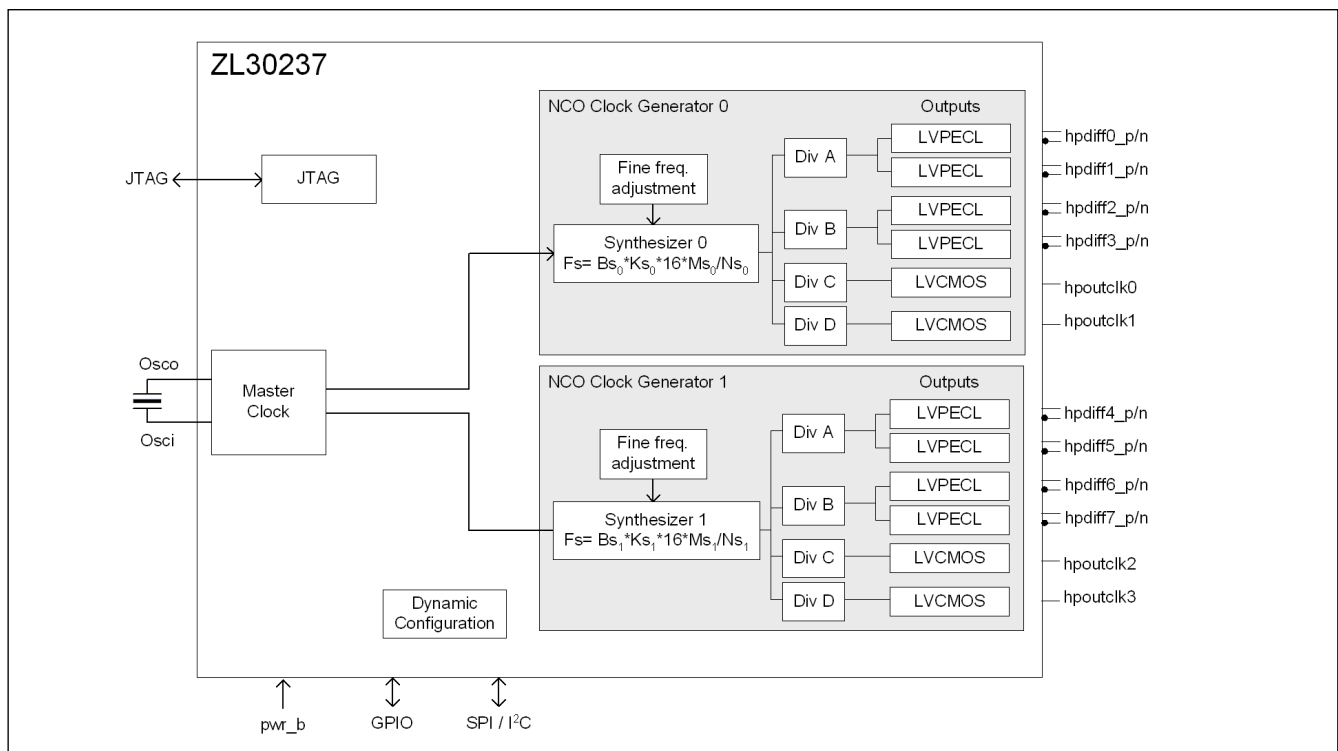 ZL30237
JTAG
JTAG
Osco
Osci
Master
Clock
NCO Clock Generator 0
Outputs
Fine freq.
adjustment
Synthesizer 0
Fs= Bs₀*Ks₀*16*Ms₀/Ns₀
Div A
Div B
Div C
Div D
LVPECL
LVPECL
LVPECL
LVPECL
LVCMOS
LVCMOS
hpdiff0_p/n
hpdiff1_p/n
hpdiff2_p/n
hpdiff3_p/n
hpoutclk0
hpoutclk1
NCO Clock Generator 1
Outputs
Fine freq.
adjustment
Synthesizer 1
Fs= Bs₁*Ks₁*16*Ms₁/Ns₁
Div A
Div B
Div C
Div D
LVPECL
LVPECL
LVPECL
LVPECL
LVCMOS
LVCMOS
hpdiff4_p/n
hpdiff5_p/n
hpdiff6_p/n
hpdiff7_p/n
hpoutclk2
hpoutclk3
Dynamic
Configuration
pwr_b
GPIO
SPI / I²C